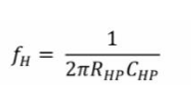 f_H = 1 / (2πR_HP C_HP)